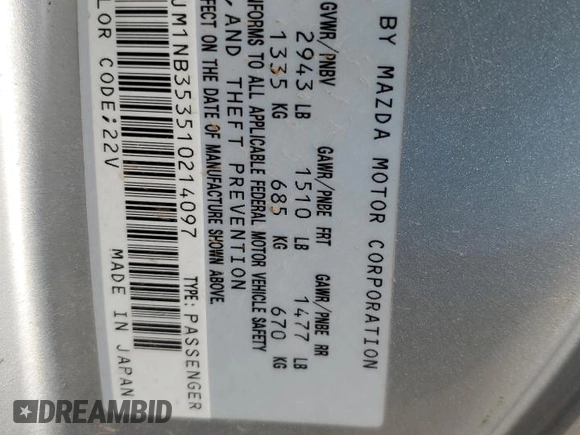 BY MAZDA MOTOR CORPORATION
GVWR/PNBV GAWR/PNBE FRT GAWR/PNBE RR
2943 LB 1510 LB 1477 LB
1335 KG 685 KG 670 KG
NFORMS TO ALL APPLICABLE FEDERAL MOTOR VEHICLE SAFETY
, AND THEFT PREVENTION
FFECT ON THE DATE OF MANUFACTURE SHOWN ABOVE.
JM1NB353510214097 TYPE: PASSENGER
LOR CODE:22V MADE IN JAPAN
DREAMBID